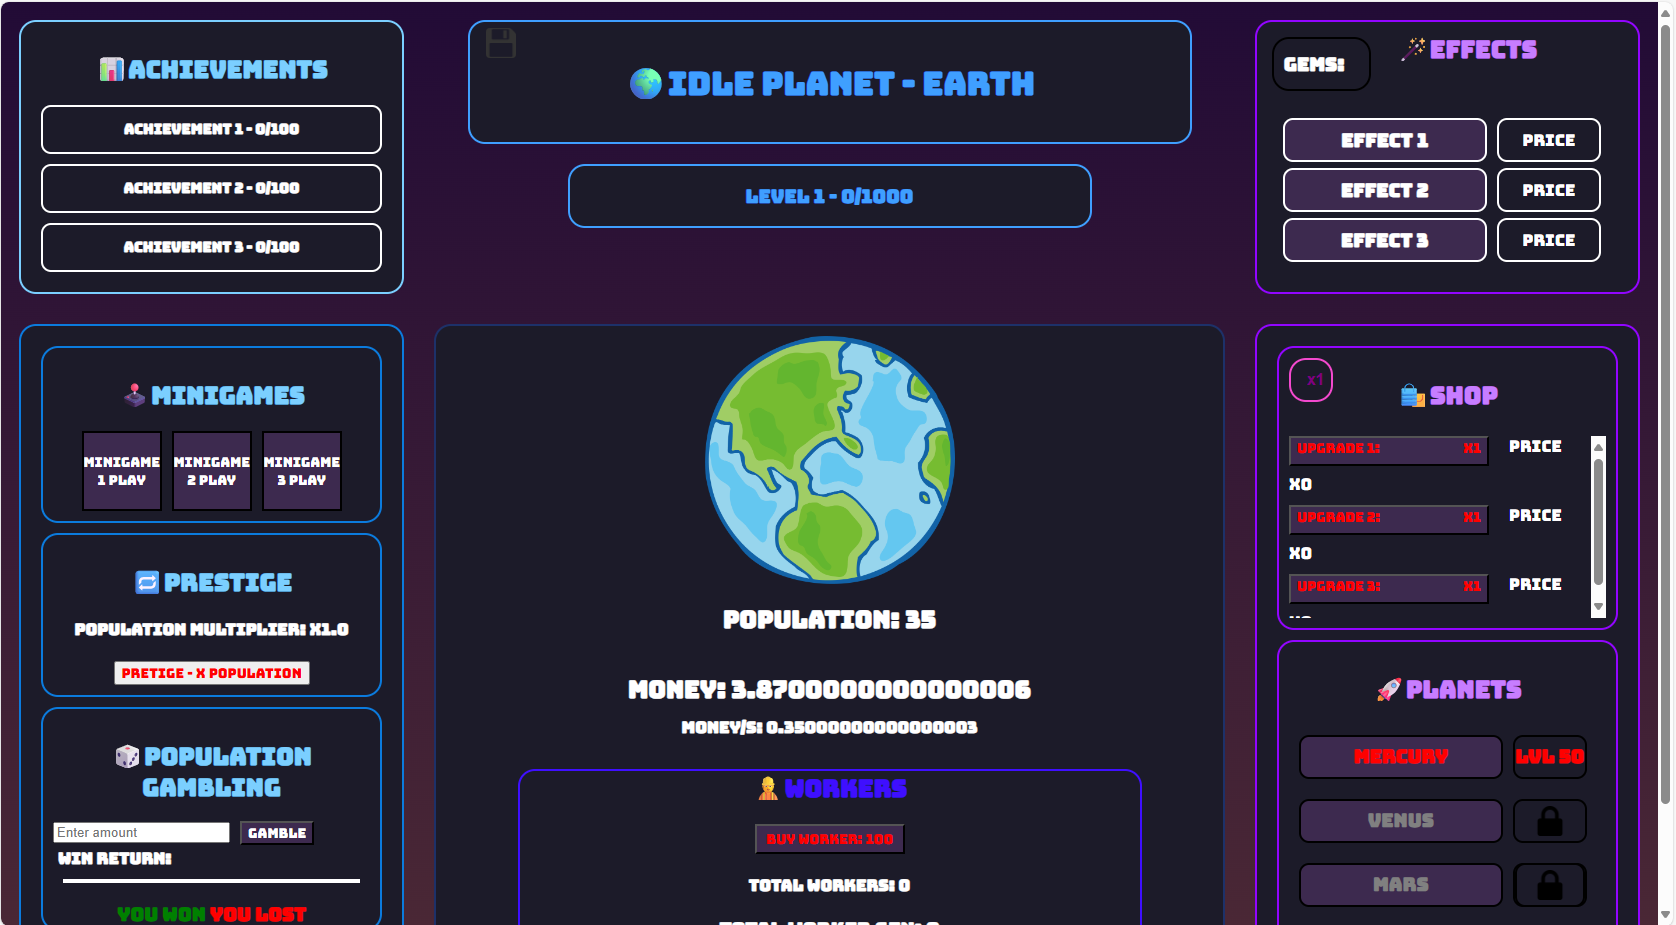 ACHIEVEMENTS
ACHIEVEMENT 1 - 0/100
ACHIEVEMENT 2 - 0/100
ACHIEVEMENT 3 - 0/100
IDLE PLANET - EARTH
LEVEL 1 - 0/1000
GEMS:
EFFECTS
EFFECT 1 PRICE
EFFECT 2 PRICE
EFFECT 3 PRICE
MINIGAMES
MINIGAME
1 PLAY
MINIGAME
2 PLAY
MINIGAME
3 PLAY
PRESTIGE
POPULATION MULTIPLIER: X1.0
PRETIGE - X POPULATION
POPULATION
GAMBLING
Enter amount GAMBLE
WIN RETURN:
YOU WON YOU LOST
POPULATION: 35
MONEY: 3.8700000000000006
MONEY/S: 0.35000000000000003
WORKERS
BUY WORKER: 100
TOTAL WORKERS: 0
TOTAL WORKER GEN: 0
x1
SHOP
UPGRADE 1: X1 PRICE
X0
UPGRADE 2: X1 PRICE
X0
UPGRADE 3: X1 PRICE
X0
PLANETS
MERCURY LVL 50
VENUS
MARS